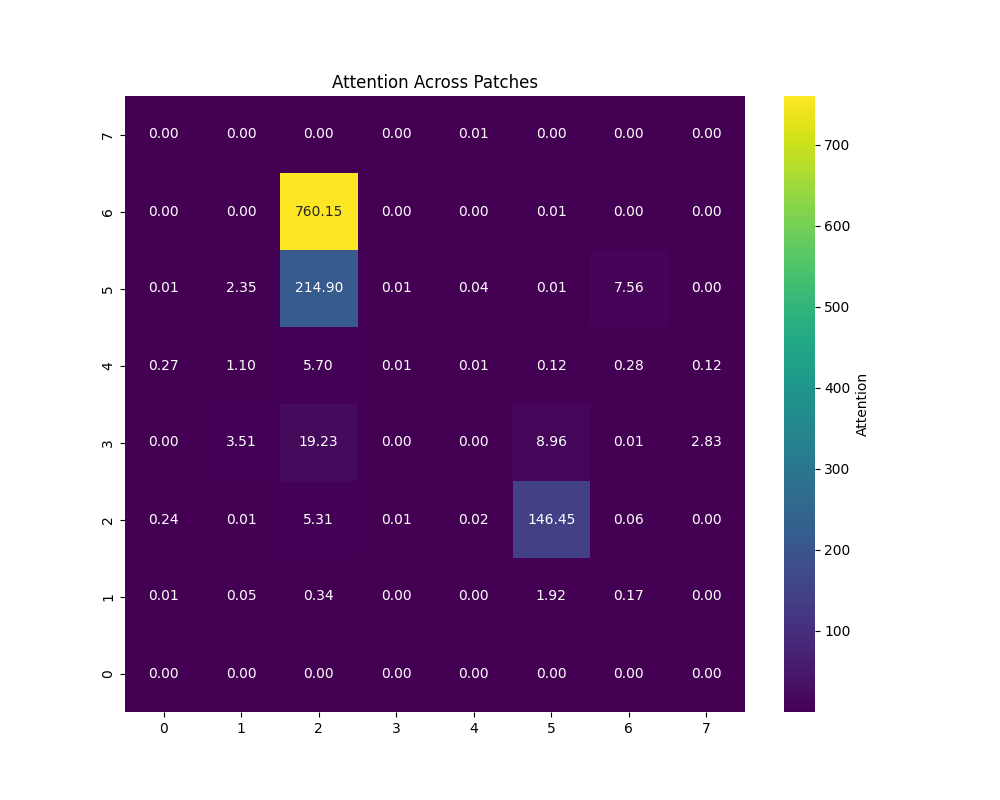 Attention Across Patches
7 0.00 0.00 0.00 0.00 0.01 0.00 0.00 0.00
6 0.00 0.00 760.15 0.00 0.00 0.01 0.00 0.00
5 0.01 2.35 214.90 0.01 0.04 0.01 7.56 0.00
4 0.27 1.10 5.70 0.01 0.01 0.12 0.28 0.12
3 0.00 3.51 19.23 0.00 0.00 8.96 0.01 2.83
2 0.24 0.01 5.31 0.01 0.02 146.45 0.06 0.00
1 0.01 0.05 0.34 0.00 0.00 1.92 0.17 0.00
0 0.00 0.00 0.00 0.00 0.00 0.00 0.00 0.00
0 1 2 3 4 5 6 7
700
600
500
400
300
200
100
Attention